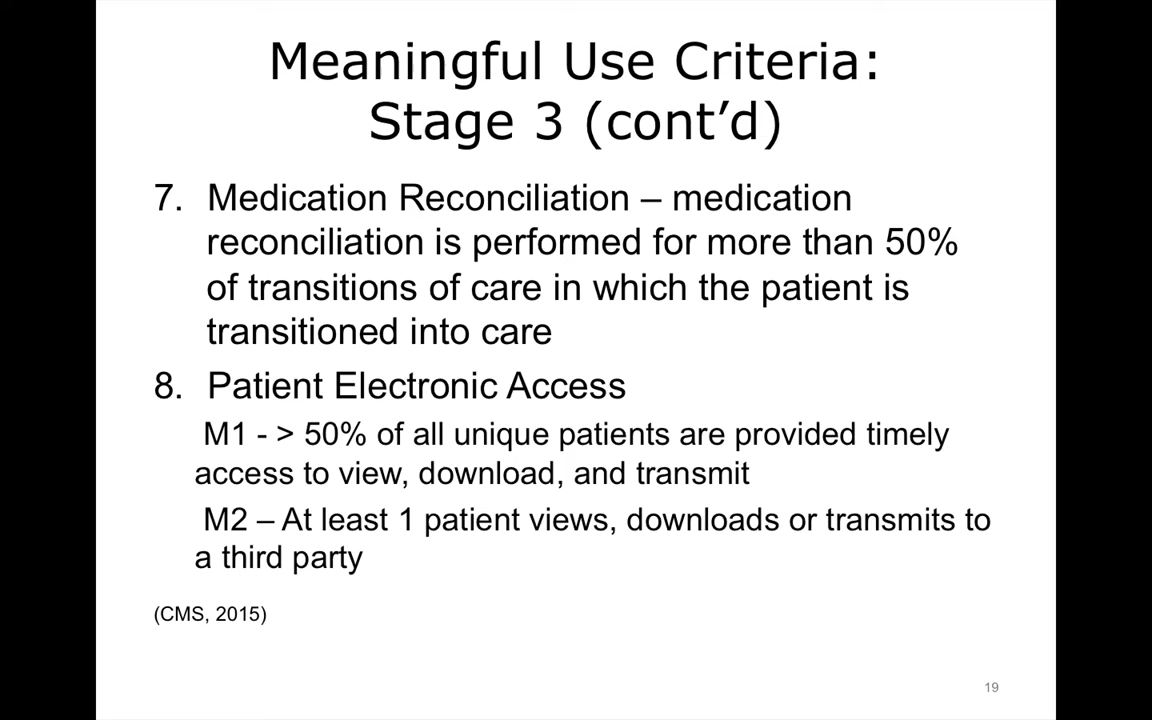 Meaningful Use Criteria:
Stage 3 (cont’d)
7. Medication Reconciliation – medication
reconciliation is performed for more than 50%
of transitions of care in which the patient is
transitioned into care
8. Patient Electronic Access
M1 - > 50% of all unique patients are provided timely
access to view, download, and transmit
M2 – At least 1 patient views, downloads or transmits to
a third party
(CMS, 2015)
19